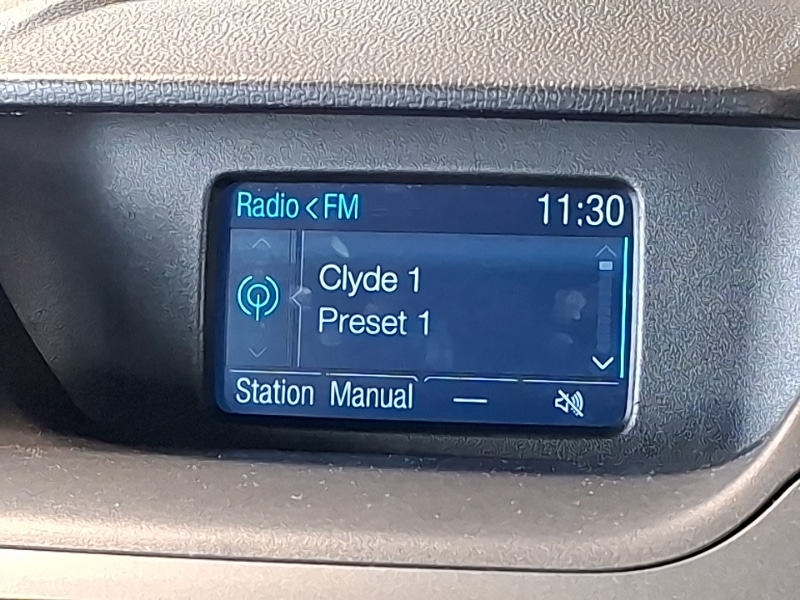 Radio < FM 11:30
Clyde 1
Preset 1
Station Manual —